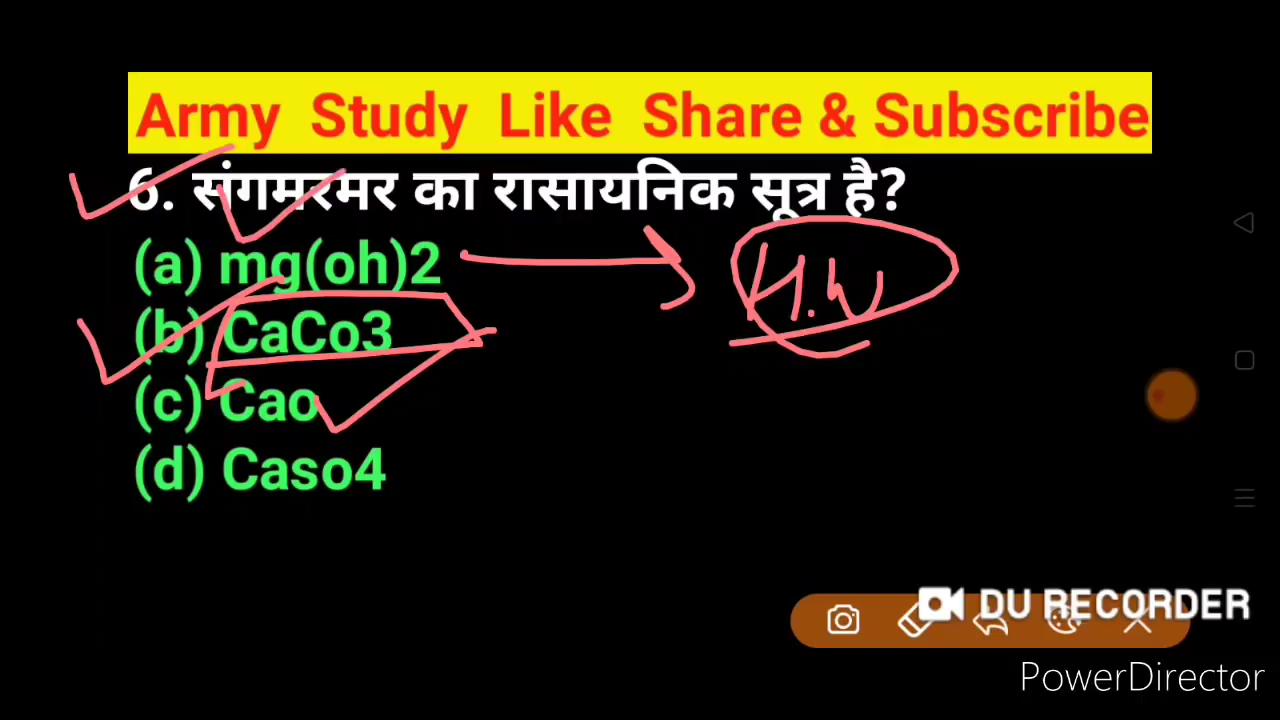 Army Study Like Share & Subscribe
6. संगमरमर का रासायनिक सूत्र है?
(a) mg(oh)2
H.W
(b) CaCo3
(c) Cao
(d) Caso4
DU RECORDER
PowerDirector